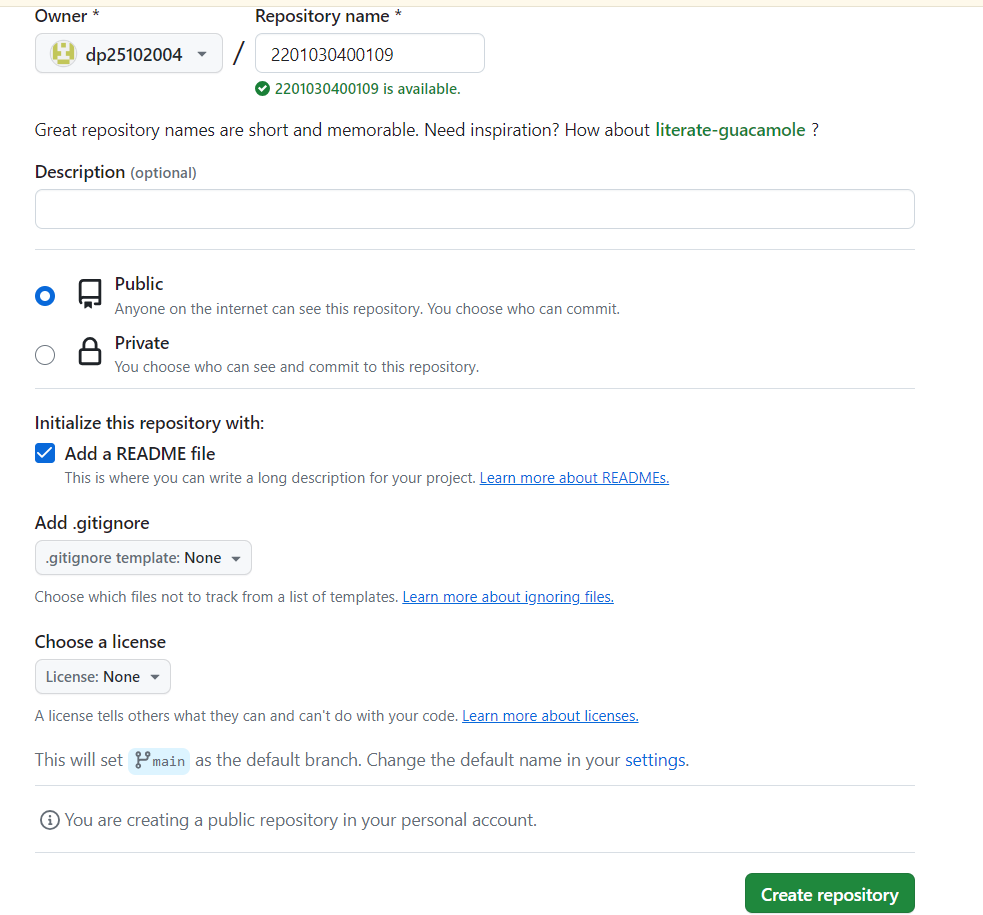 Owner * Repository name *
dp25102004 / 2201030400109
2201030400109 is available.
Great repository names are short and memorable. Need inspiration? How about literate-guacamole ?
Description (optional)
Public
Anyone on the internet can see this repository. You choose who can commit.
Private
You choose who can see and commit to this repository.
Initialize this repository with:
Add a README file
This is where you can write a long description for your project. Learn more about READMEs.
Add .gitignore
.gitignore template: None
Choose which files not to track from a list of templates. Learn more about ignoring files.
Choose a license
License: None
A license tells others what they can and can't do with your code. Learn more about licenses.
This will set main as the default branch. Change the default name in your settings.
You are creating a public repository in your personal account.
Create repository